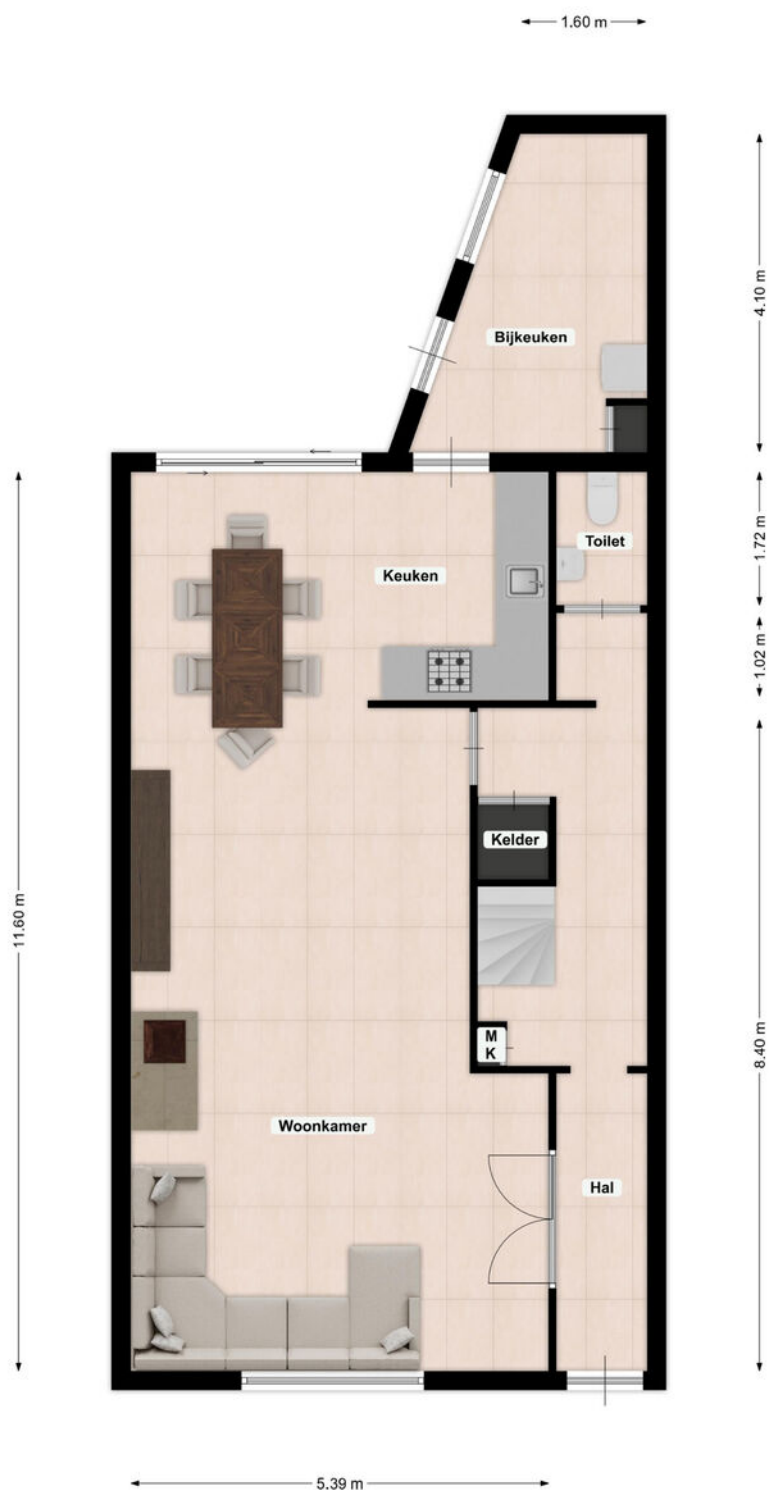 1.60 m
4.10 m
Bijkeuken
1.72 m
Toilet
Keuken
1.02 m
Kelder
11.60 m
8.40 m
M
K
Woonkamer
Hal
5.39 m